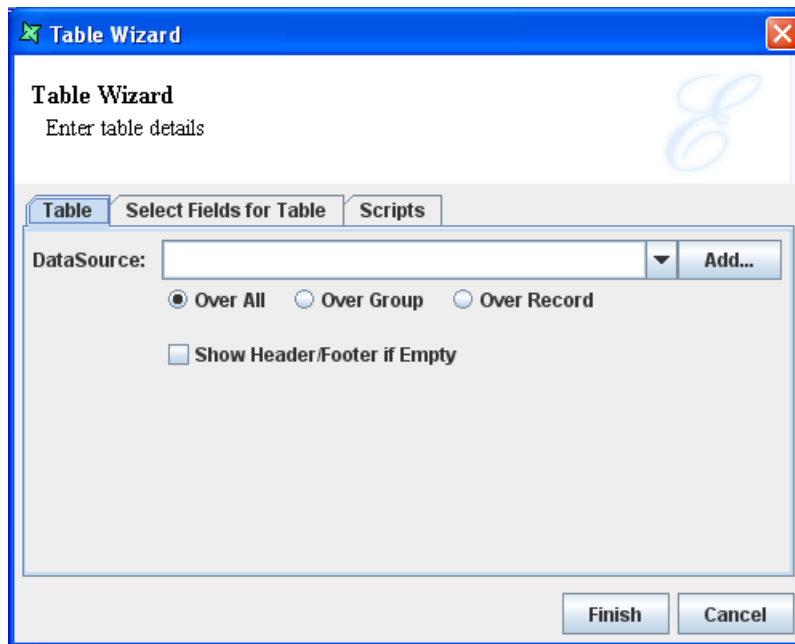 Table Wizard
Table Wizard
Enter table details
Table Select Fields for Table Scripts
DataSource: Add...
Over All Over Group Over Record
Show Header/Footer if Empty
Finish Cancel